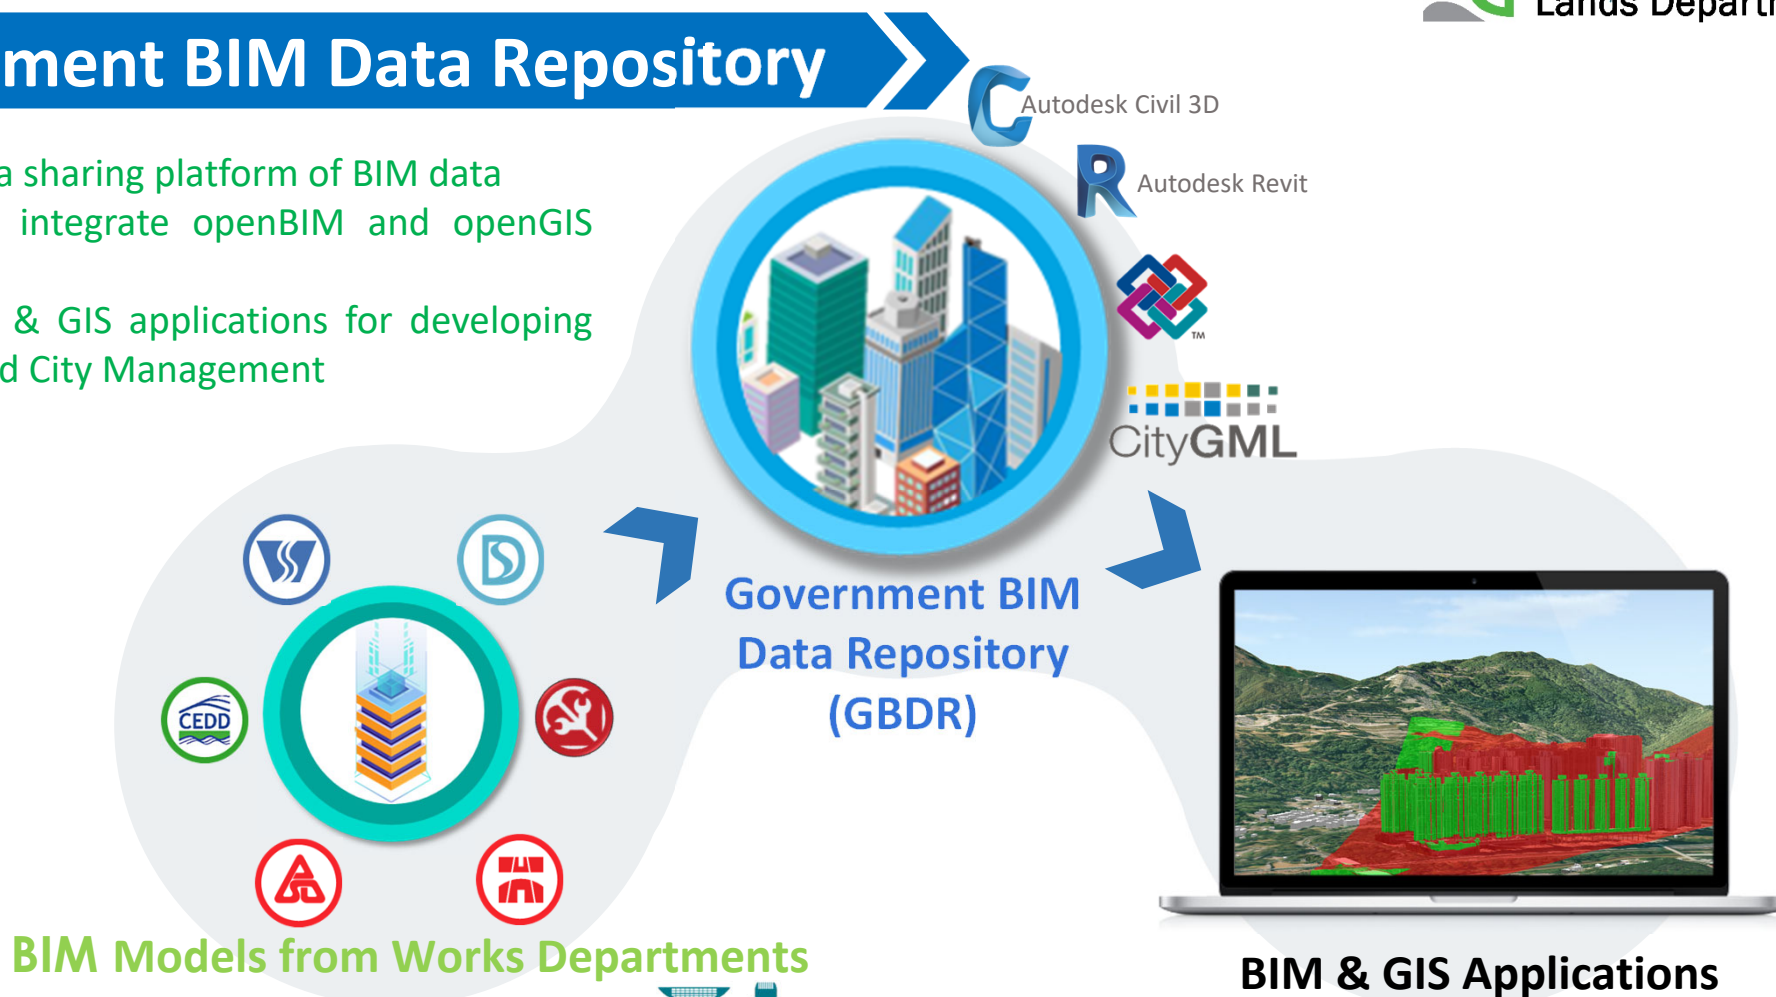 Lands Depart
ment BIM Data Repository
Autodesk Civil 3D
Autodesk Revit
a sharing platform of BIM data
integrate openBIM and openGIS
& GIS applications for developing
d City Management
TM
CityGML
Government BIM
Data Repository
(GBDR)
CEDD
BIM Models from Works Departments
BIM & GIS Applications